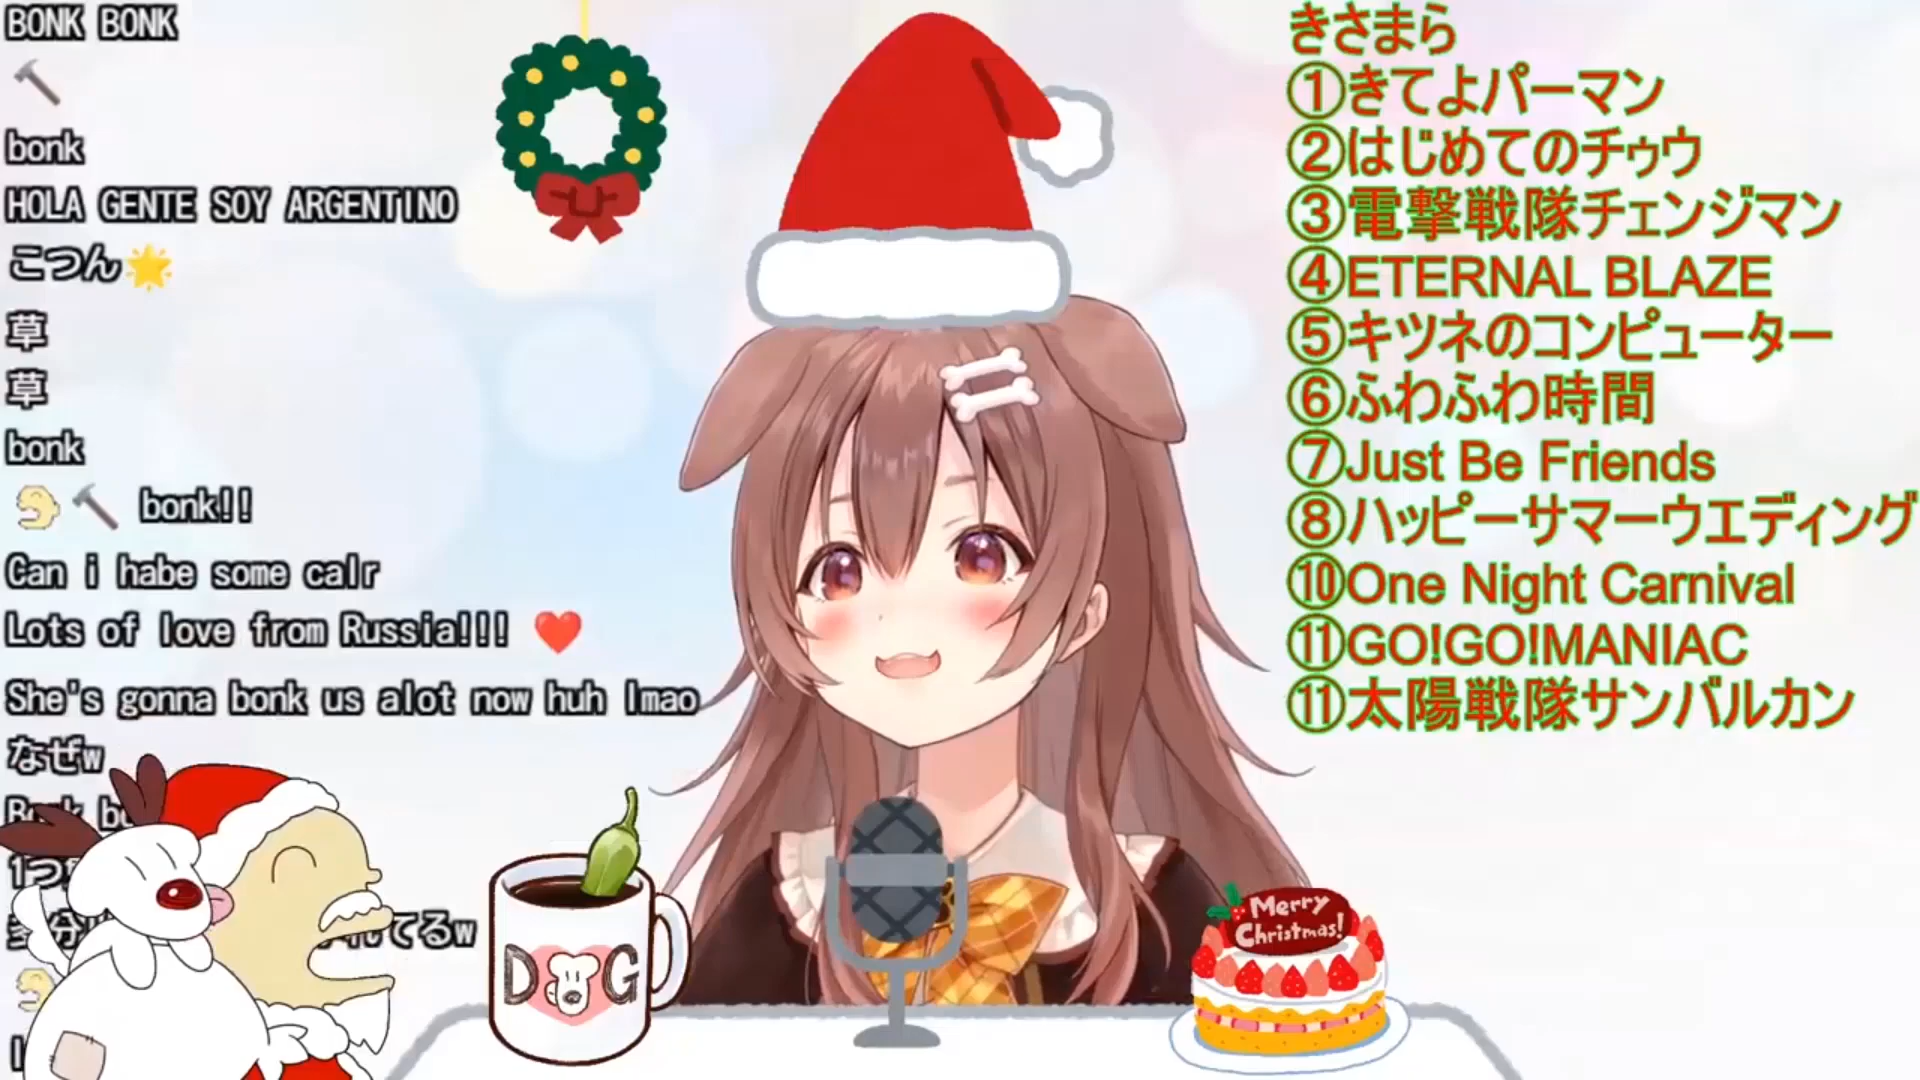 BONK BONK
bonk
HOLA GENTE SOY ARGENTINO
こつん
草
草
bonk
bonk!!
Can i habe some calr
Lots of love from Russia!!!
She's gonna bonk us alot now huh lmao
なぜw
1つ
てるw
DOG
Merry
Christmas!
きさまら
①きてよパーマン
②はじめてのチゥウ
③電撃戦隊チェンジマン
④ETERNAL BLAZE
⑤キツネのコンピューター
⑥ふわふわ時間
⑦Just Be Friends
⑧ハッピーサマーウエディング
⑩One Night Carnival
⑪GO!GO!MANIAC
⑪太陽戦隊サンバルカン